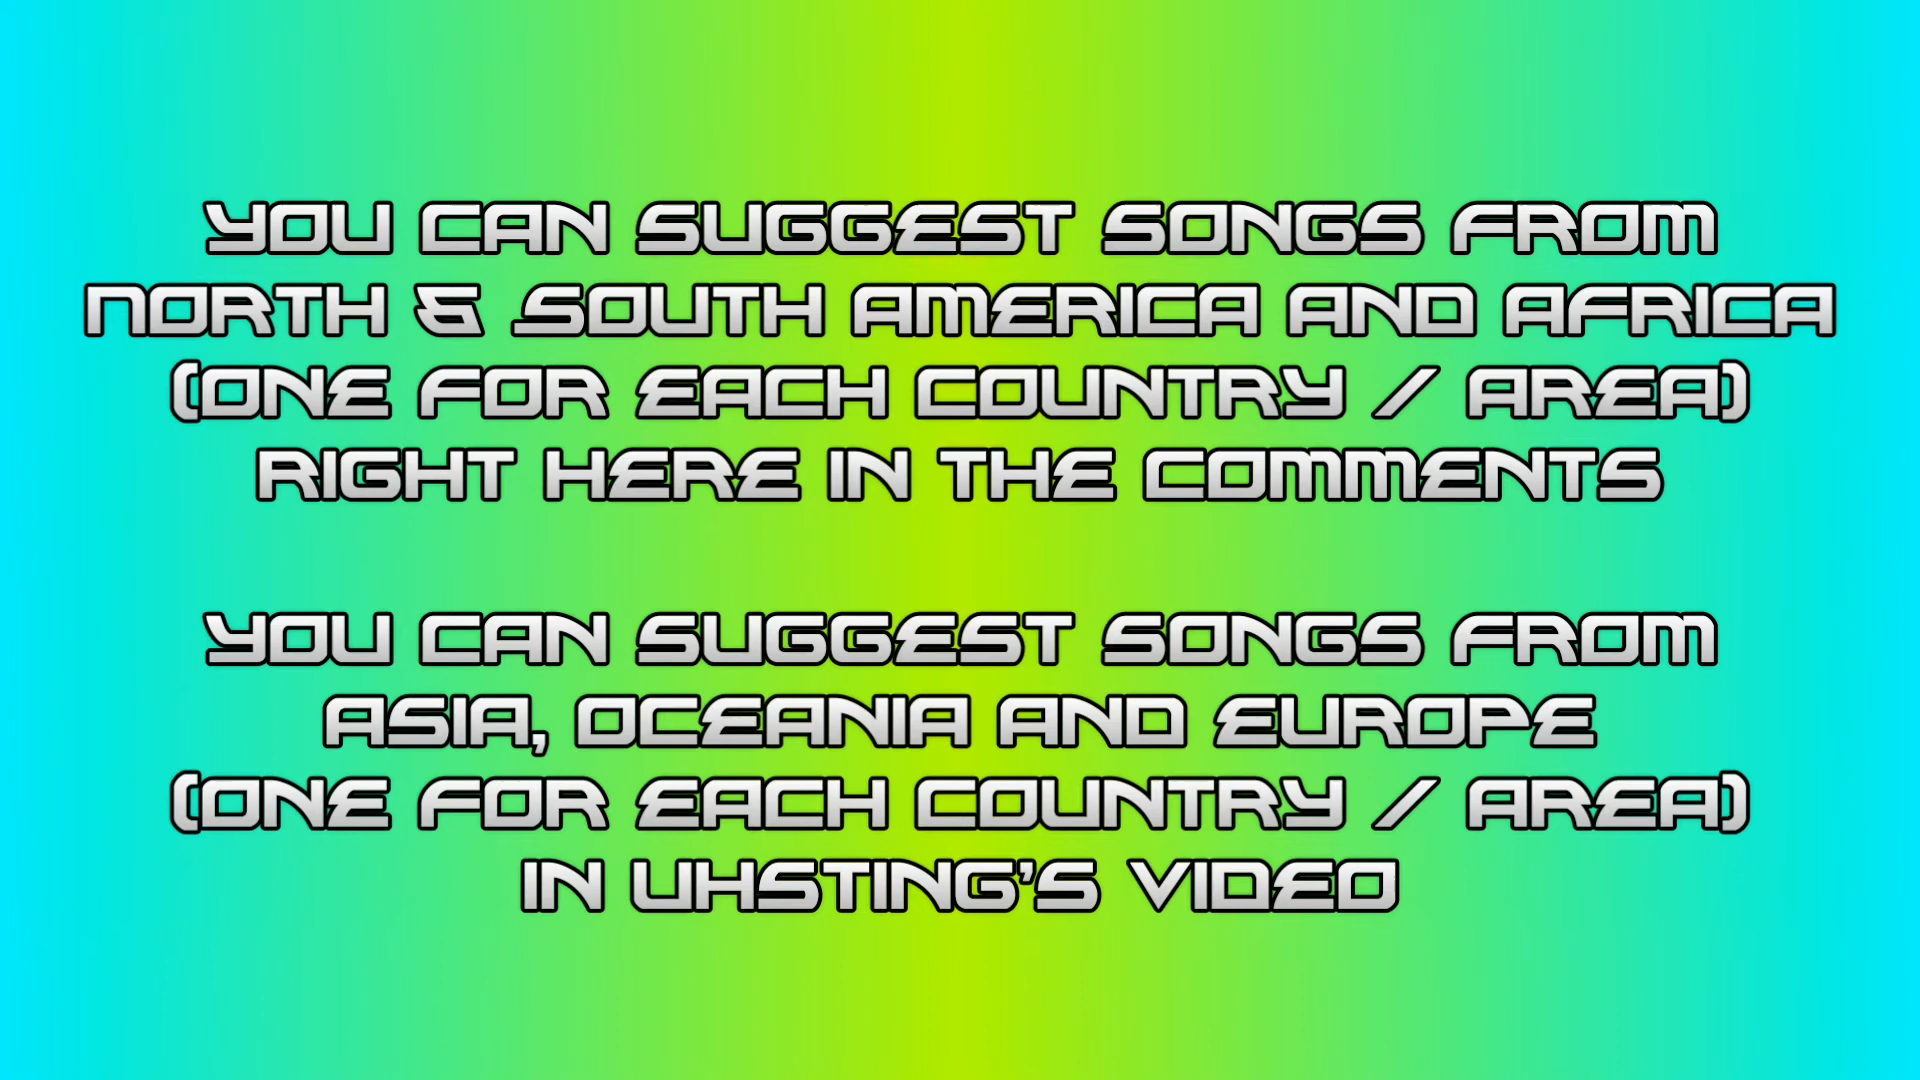 YOU CAN SUGGEST SONGS FROM
NORTH & SOUTH AMERICA AND AFRICA
(ONE FOR EACH COUNTRY / AREA)
RIGHT HERE IN THE COMMENTS
YOU CAN SUGGEST SONGS FROM
ASIA, OCEANIA AND EUROPE
(ONE FOR EACH COUNTRY / AREA)
IN UHSTING'S VIDEO